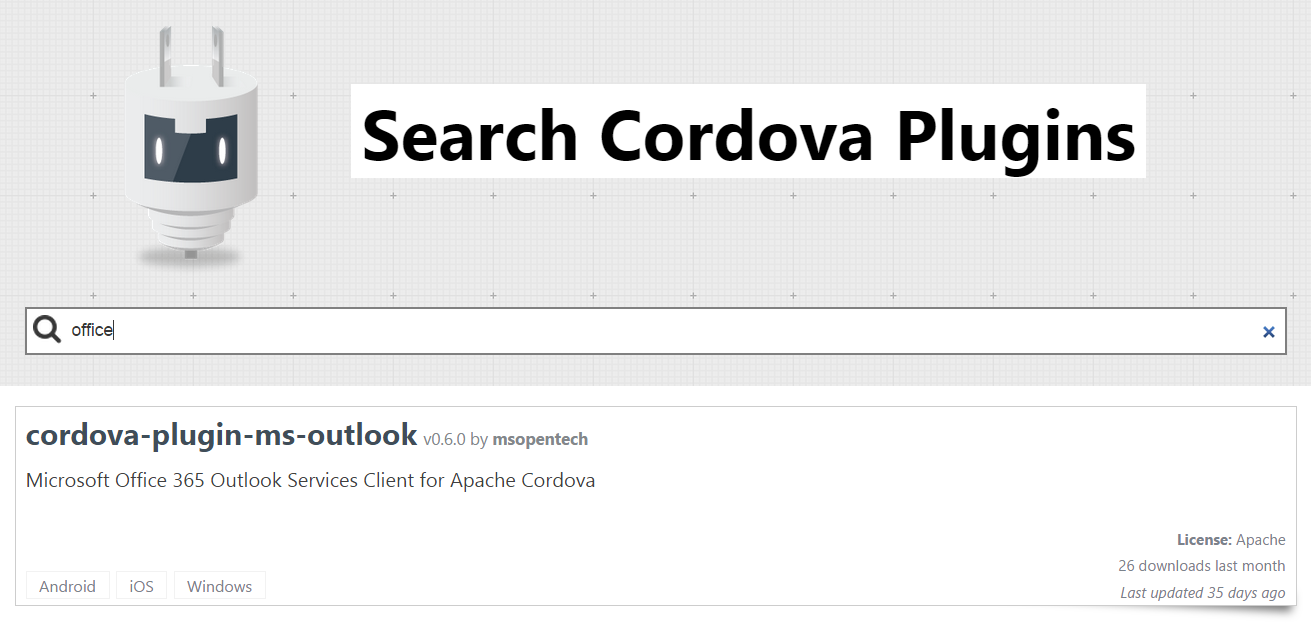 Search Cordova Plugins
office
×
cordova-plugin-ms-outlook v0.6.0 by msopentech
Microsoft Office 365 Outlook Services Client for Apache Cordova
License: Apache
26 downloads last month
Android iOS Windows
Last updated 35 days ago